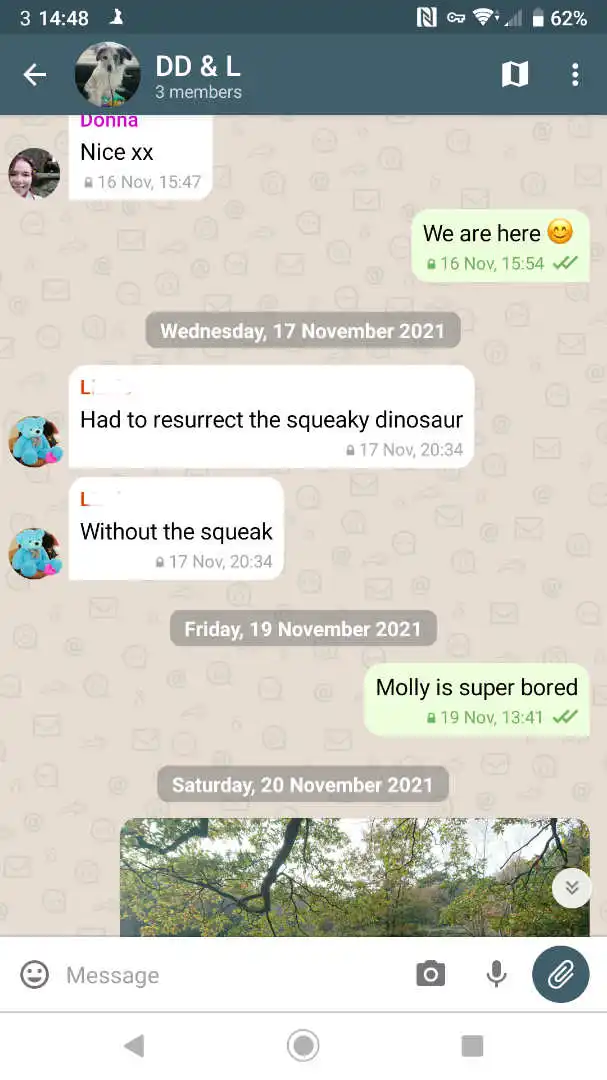 3 14:48 62%
DD & L
3 members
Donna
Nice xx
16 Nov, 15:47
We are here 😊
16 Nov, 15:54
Wednesday, 17 November 2021
L
Had to resurrect the squeaky dinosaur
17 Nov, 20:34
L
Without the squeak
17 Nov, 20:34
Friday, 19 November 2021
Molly is super bored
19 Nov, 13:41
Saturday, 20 November 2021
Message